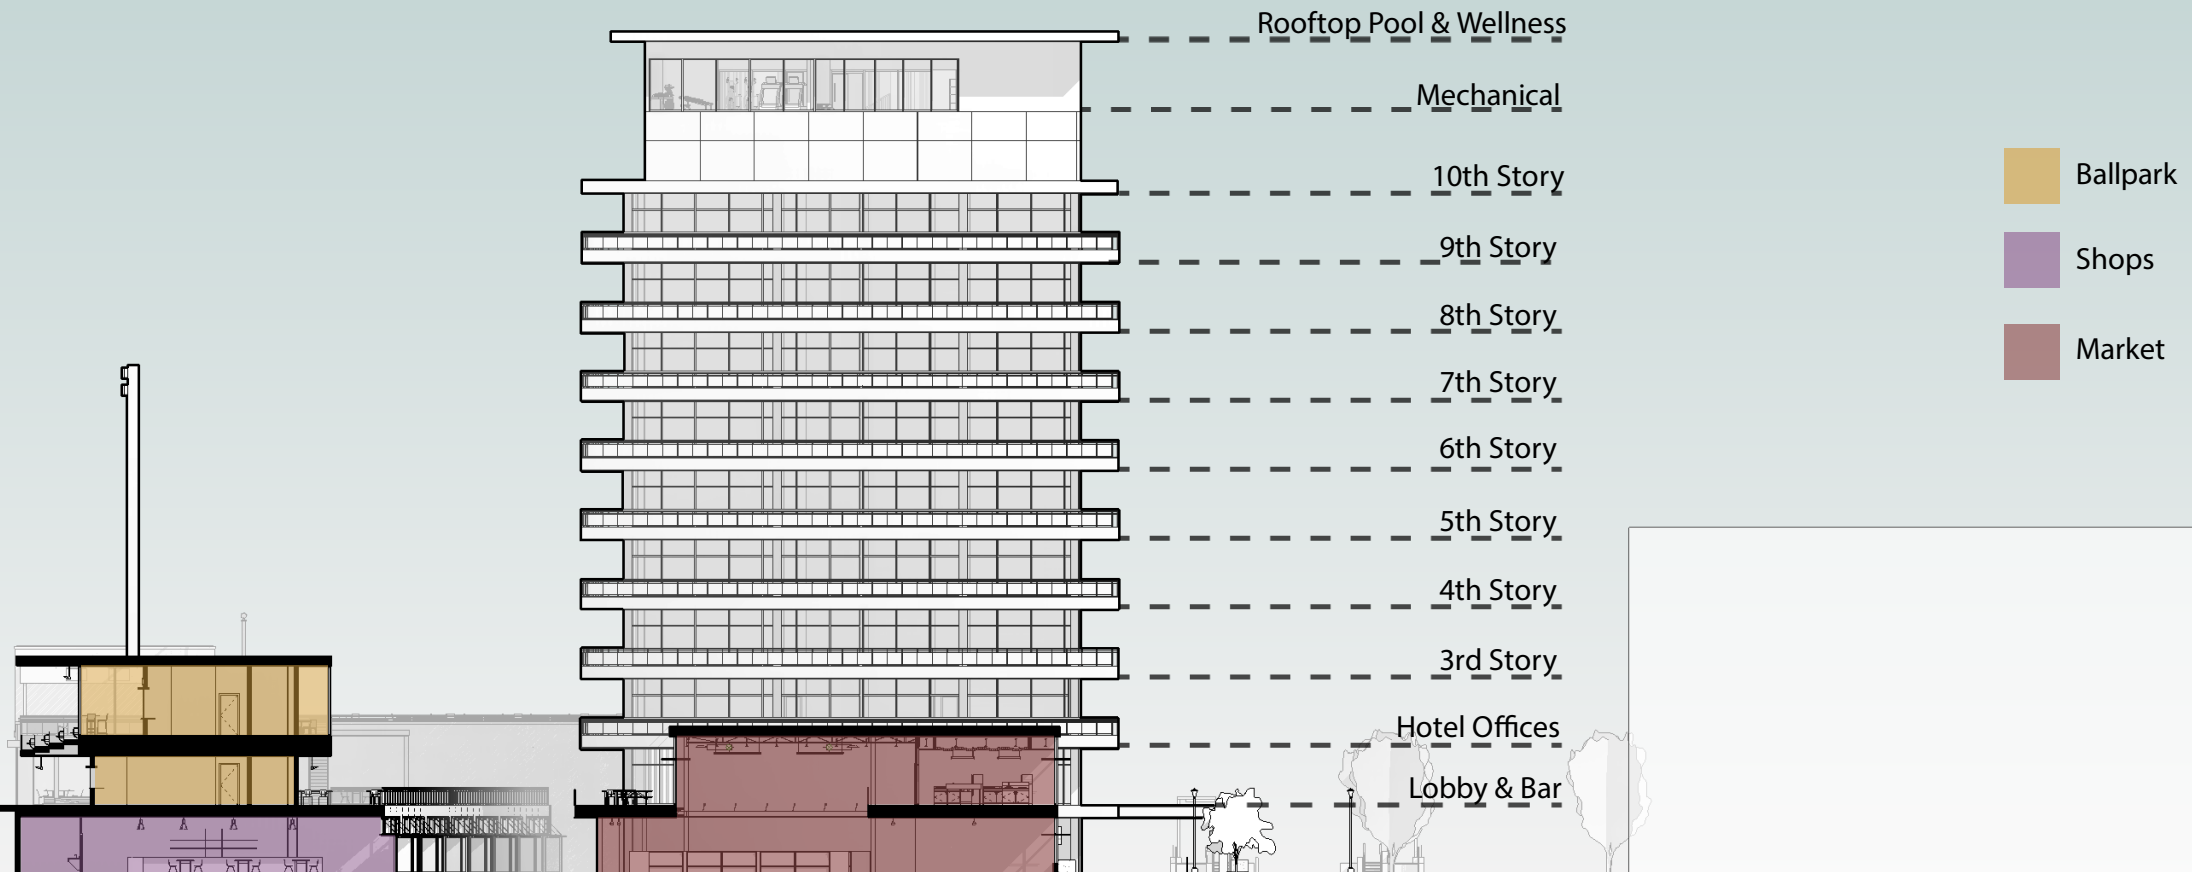 Rooftop Pool & Wellness
Mechanical
10th Story
9th Story
8th Story
7th Story
6th Story
5th Story
4th Story
3rd Story
Hotel Offices
Lobby & Bar
Ballpark
Shops
Market